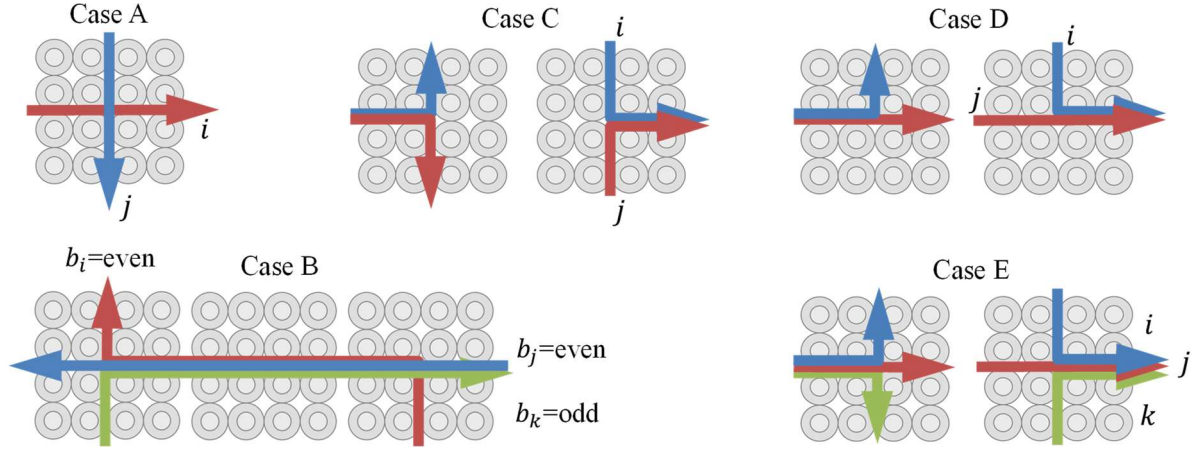 Case A
Case C
Case D
i
i
j
i
j
j
b_i=even
Case B
Case E
b_j=even
i
j
b_k=odd
k